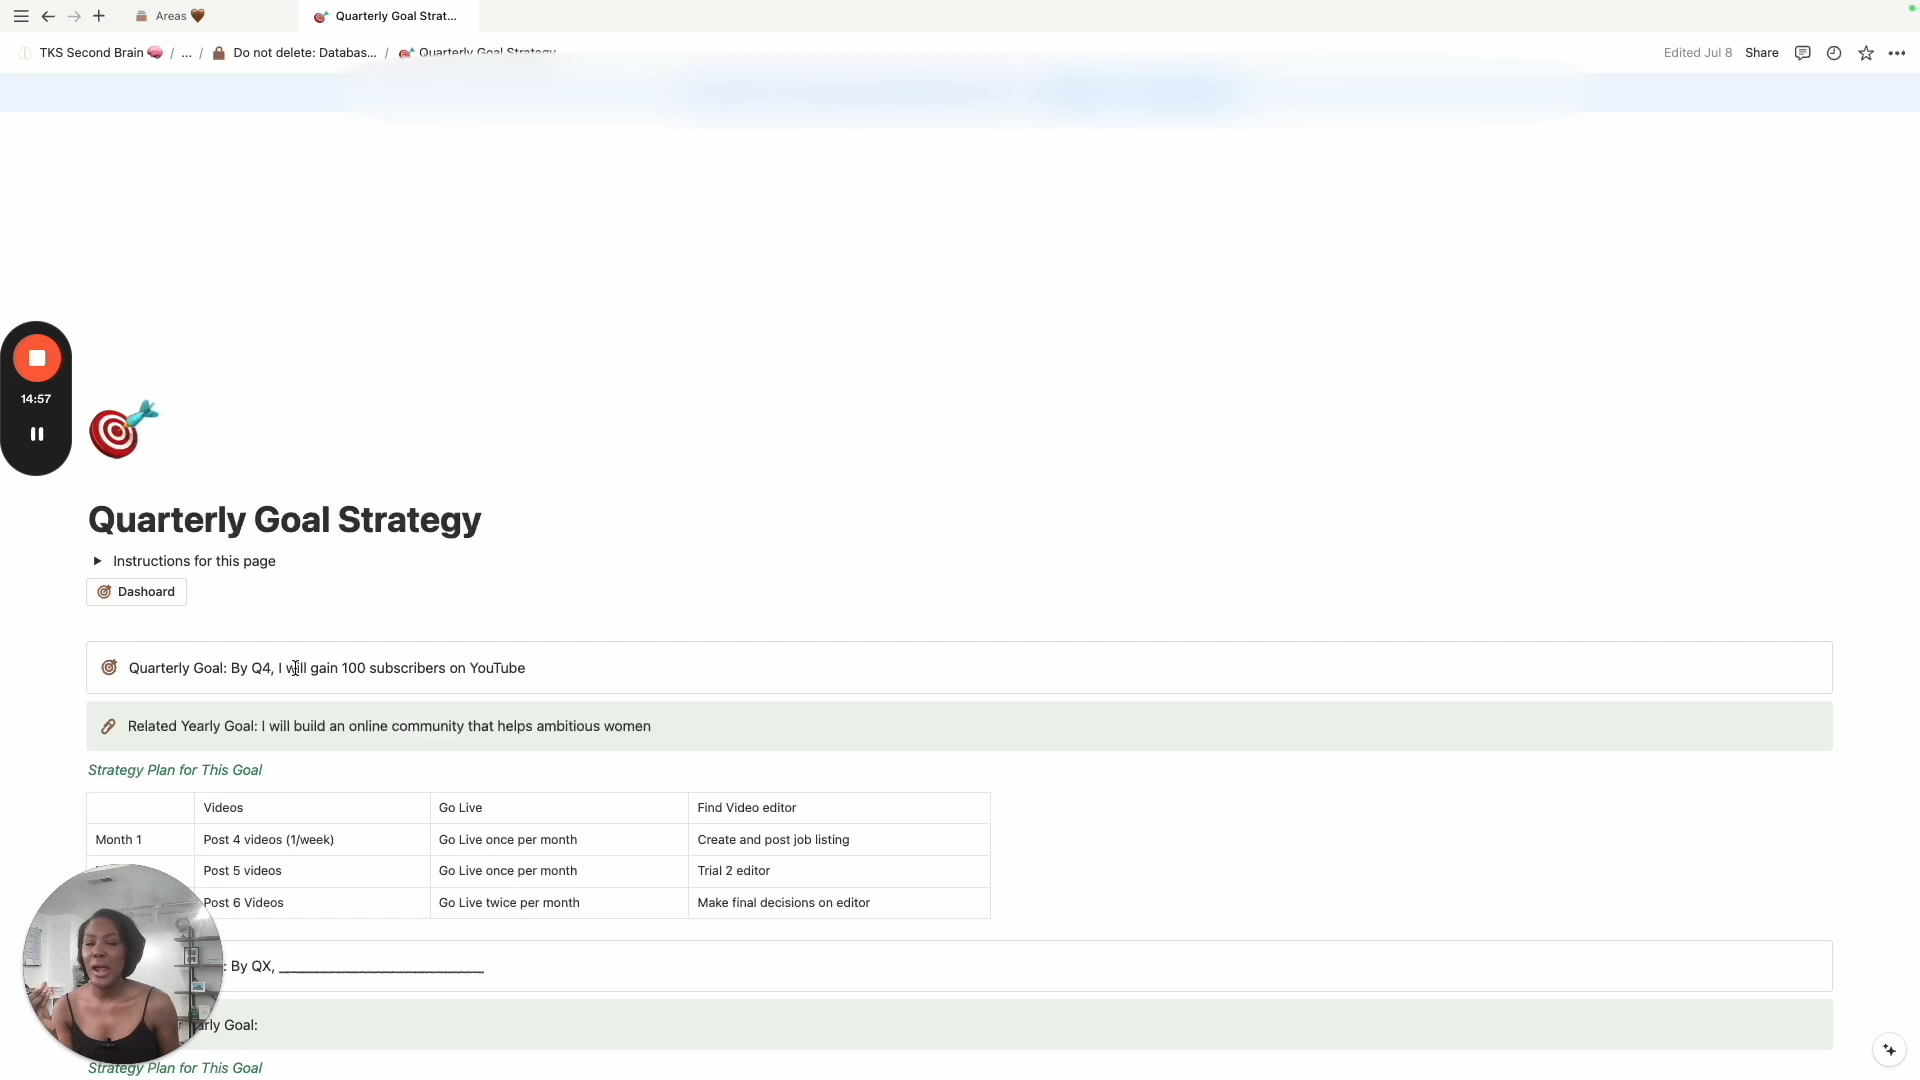 Areas
Quarterly Goal Strat...
TKS Second Brain / ... / Do not delete: Databas... / Quarterly Goal Strategy
Edited Jul 8 Share
14:57
Quarterly Goal Strategy
Instructions for this page
Dashoard
Quarterly Goal: By Q4, I will gain 100 subscribers on YouTube
Related Yearly Goal: I will build an online community that helps ambitious women
Strategy Plan for This Goal
Videos Go Live Find Video editor
Month 1 Post 4 videos (1/week) Go Live once per month Create and post job listing
Post 5 videos Go Live once per month Trial 2 editor
Post 6 Videos Go Live twice per month Make final decisions on editor
: By QX, ____________________________
Goal:
Strategy Plan for This Goal